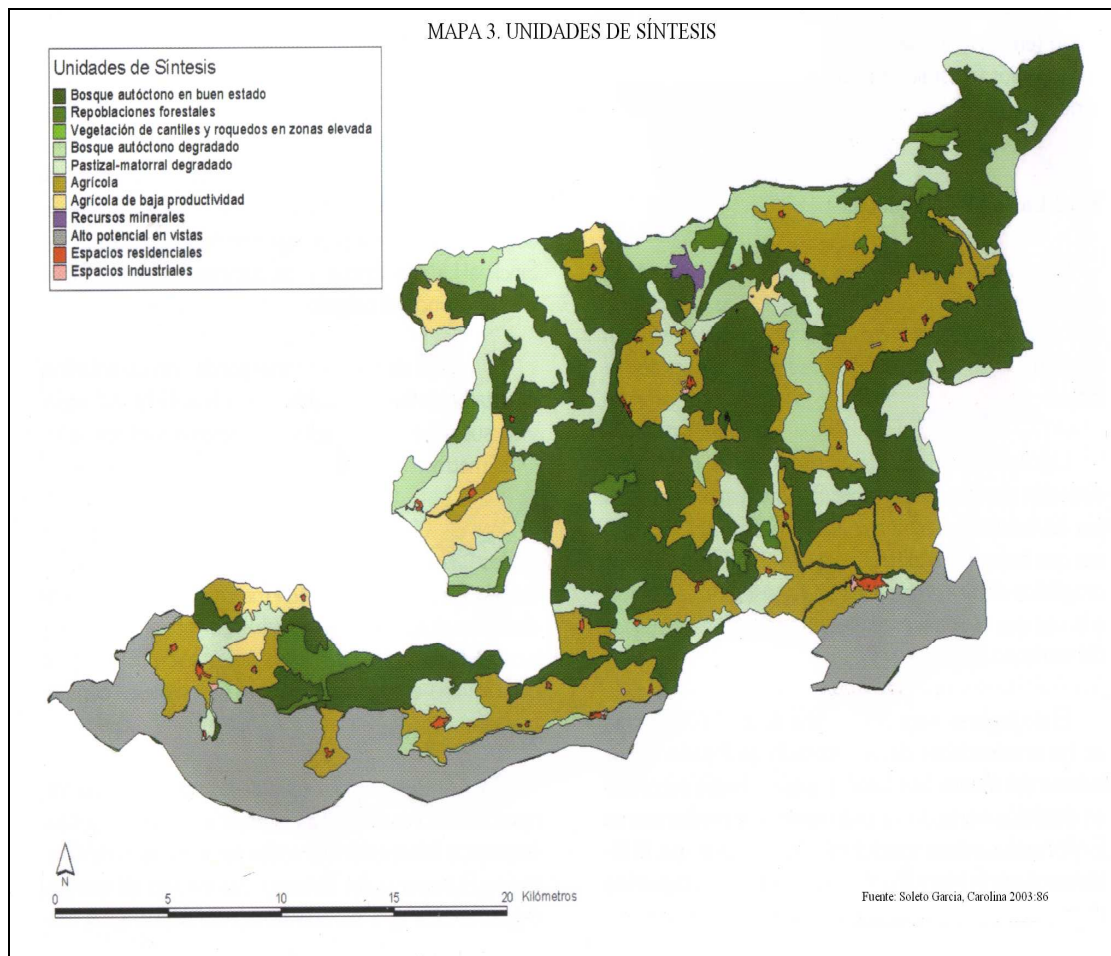 MAPA 3. UNIDADES DE SÍNTESIS
Unidades de Síntesis
Bosque autóctono en buen estado
Repoblaciones forestales
Vegetación de cantiles y roquedos en zonas elevada
Bosque autóctono degradado
Pastizal-matorral degradado
Agrícola
Agrícola de baja productividad
Recursos minerales
Alto potencial en vistas
Espacios residenciales
Espacios industriales
N
0 5 10 15 20 Kilómetros
Fuente: Soleto Garcia, Carolina 2003:86